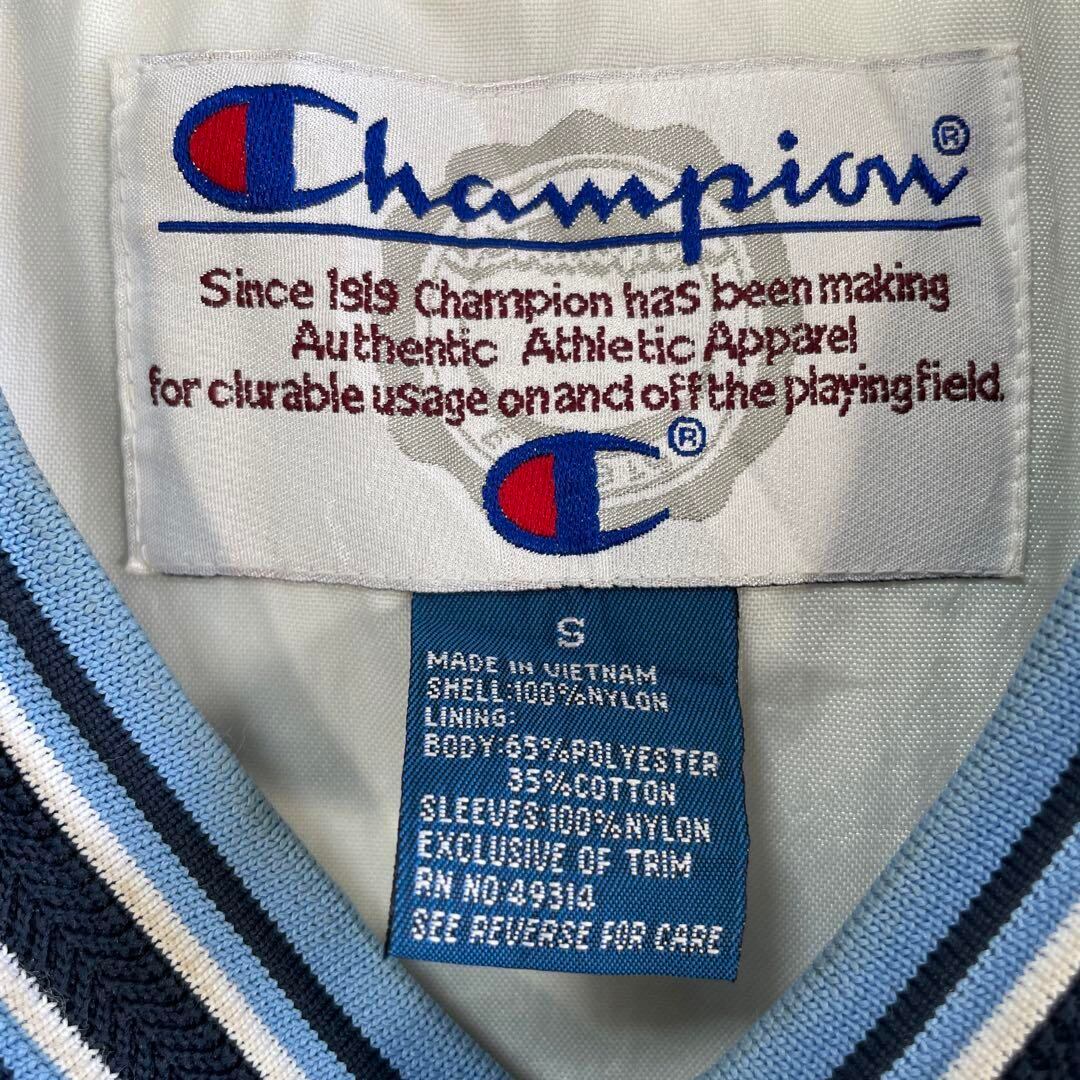 Champion®
Since 1919 Champion has been making
Authentic Athletic Apparel
for durable usage on and off the playing field.
®
S
MADE IN VIETNAM
SHELL:100%NYLON
LINING:
BODY:65%POLYESTER
35%COTTON
SLEEVES:100%NYLON
EXCLUSIVE OF TRIM
RN NO:49314
SEE REVERSE FOR CARE